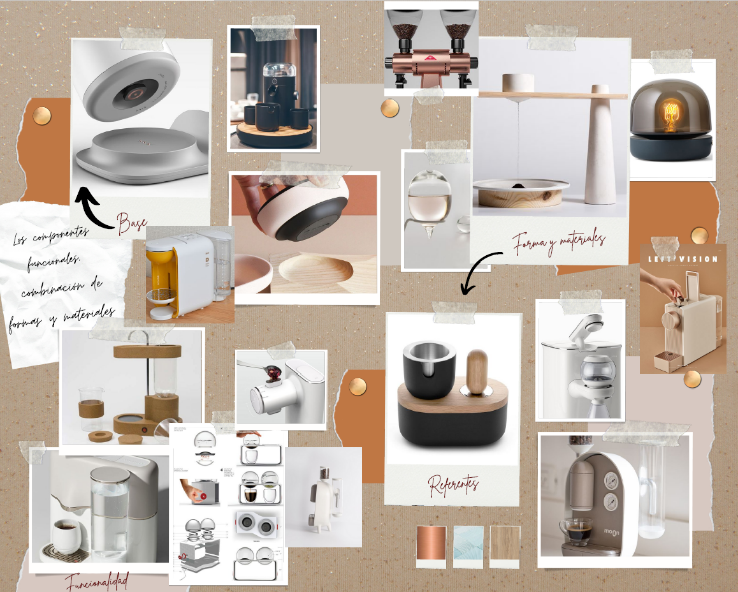 Base
Los componentes
funcionales.
combinación de
formas y materiales
Forma y materiales
LEFT VISION
Referentes
Funcionalidad